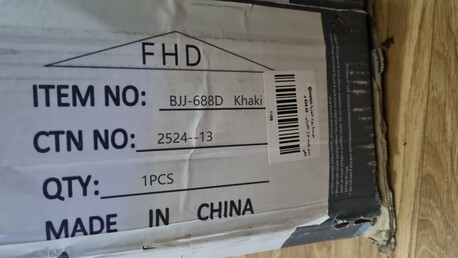 FHD
ITEM NO: BJJ-688D Khaki
CTN NO: 2524--13
QTY: 1PCS
MADE IN CHINA